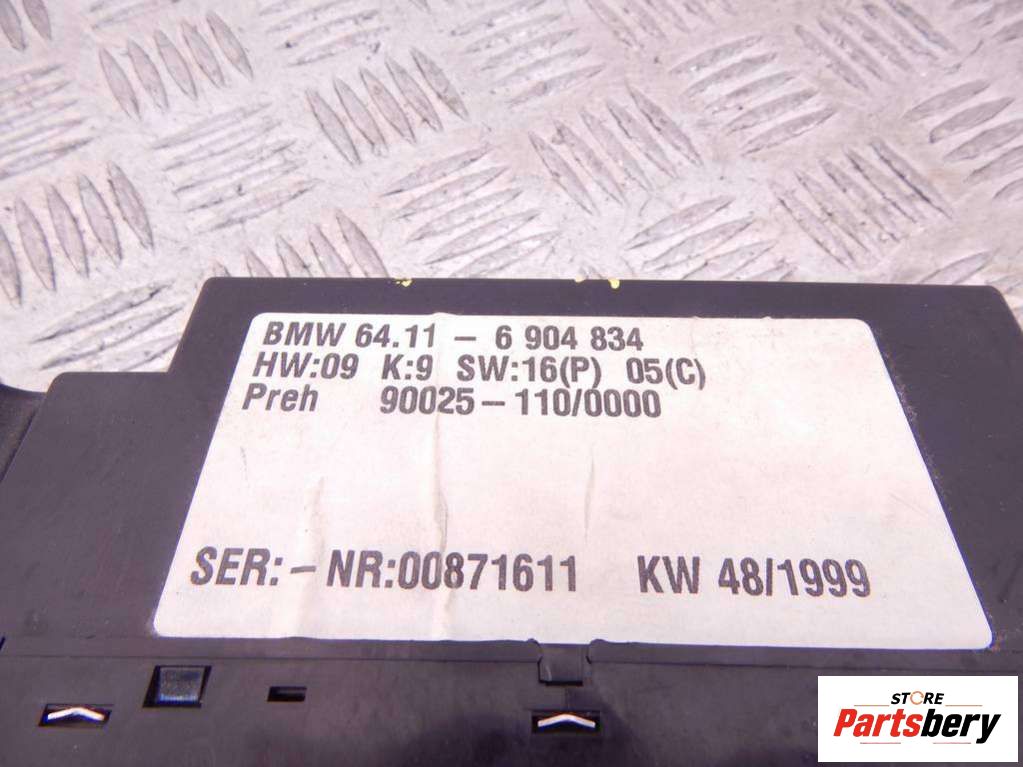 BMW 64.11 - 6 904 834
HW:09 K:9 SW:16(P) 05(C)
Preh 90025-110/0000
SER:-NR:00871611 KW 48/1999
STORE
Partsbery